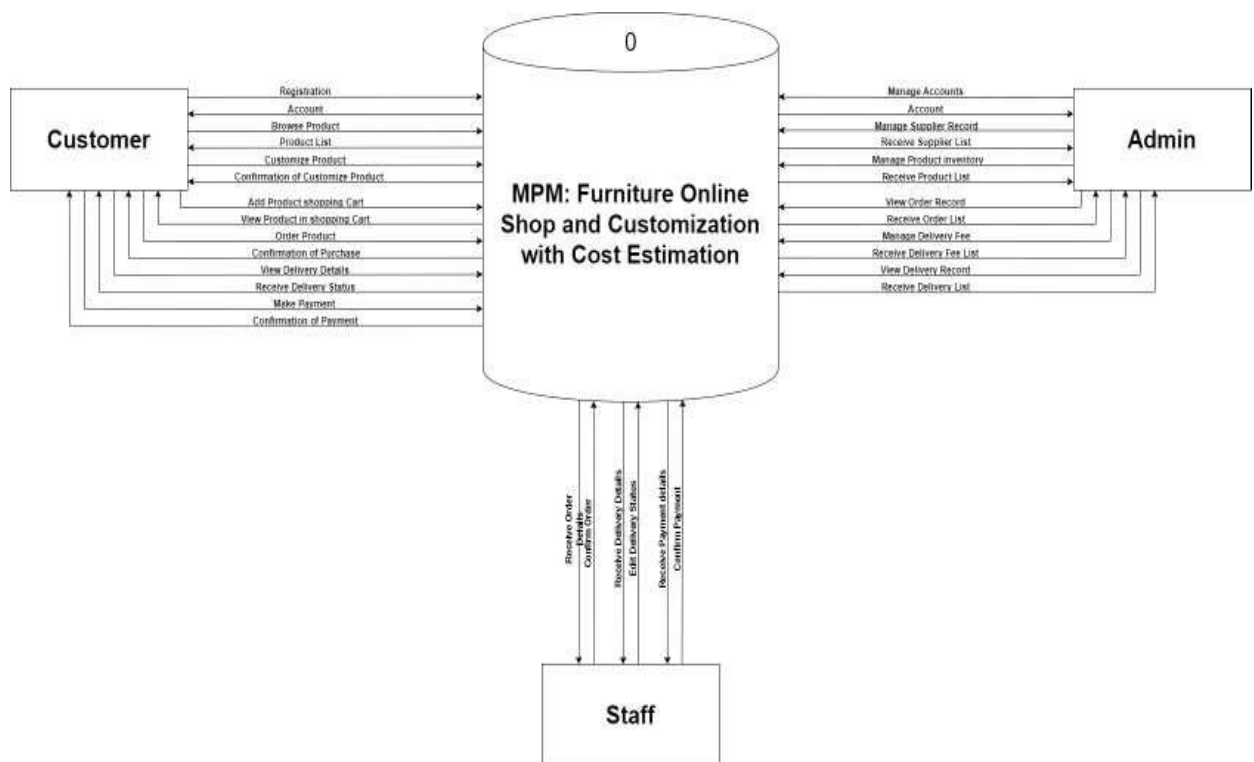 0
Customer
Registration
Account
Browse Product
Product List
Customize Product
Confirmation of Customize Product
Add Product shopping Cart
View Product in shopping Cart
Order Product
Confirmation of Purchase
View Delivery Details
Receive Delivery Status
Make Payment
Confirmation of Payment
MPM: Furniture Online
Shop and Customization
with Cost Estimation
Manage Accounts
Account
Manage Supplier Record
Receive Supplier List
Manage Product inventory
Receive Product List
View Order Record
Receive Order List
Manage Delivery Fee
Receive Delivery Fee List
View Delivery Record
Receive Delivery List
Admin
Receive Order
Details
Confirm Order
Receive Delivery Details
Edit Delivery Status
Receive Payment details
Confirm Payment
Staff